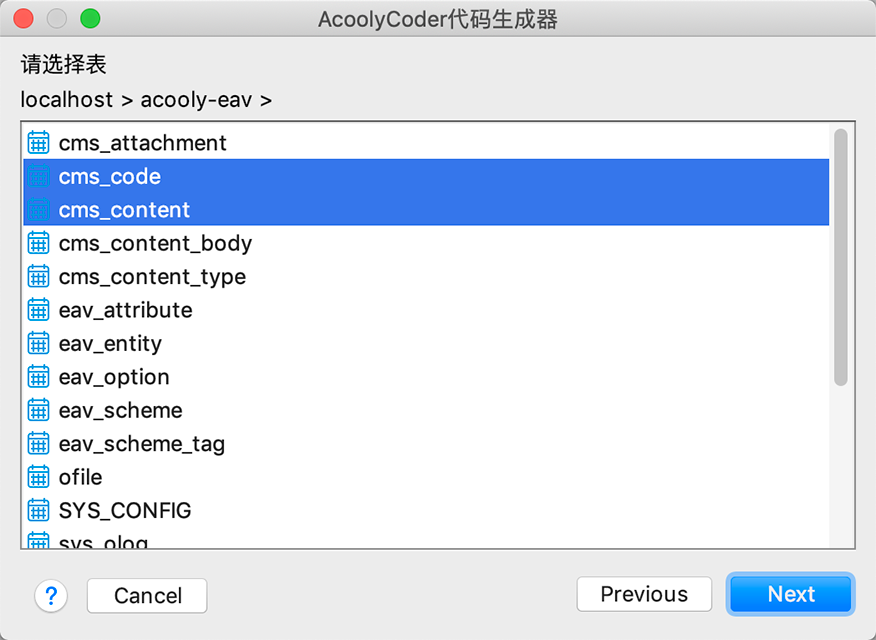 AcoolyCoder代码生成器
请选择表
localhost > acooly-eav >
cms_attachment
cms_code
cms_content
cms_content_body
cms_content_type
eav_attribute
eav_entity
eav_option
eav_scheme
eav_scheme_tag
ofile
SYS_CONFIG
sys_olog
?
Cancel
Previous
Next